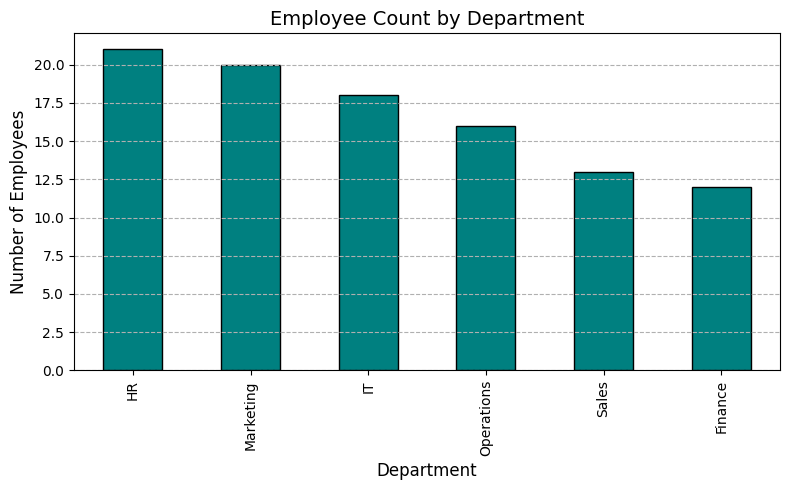 Employee Count by Department
Number of Employees
20.0
17.5
15.0
12.5
10.0
7.5
5.0
2.5
0.0
HR
Marketing
IT
Operations
Sales
Finance
Department